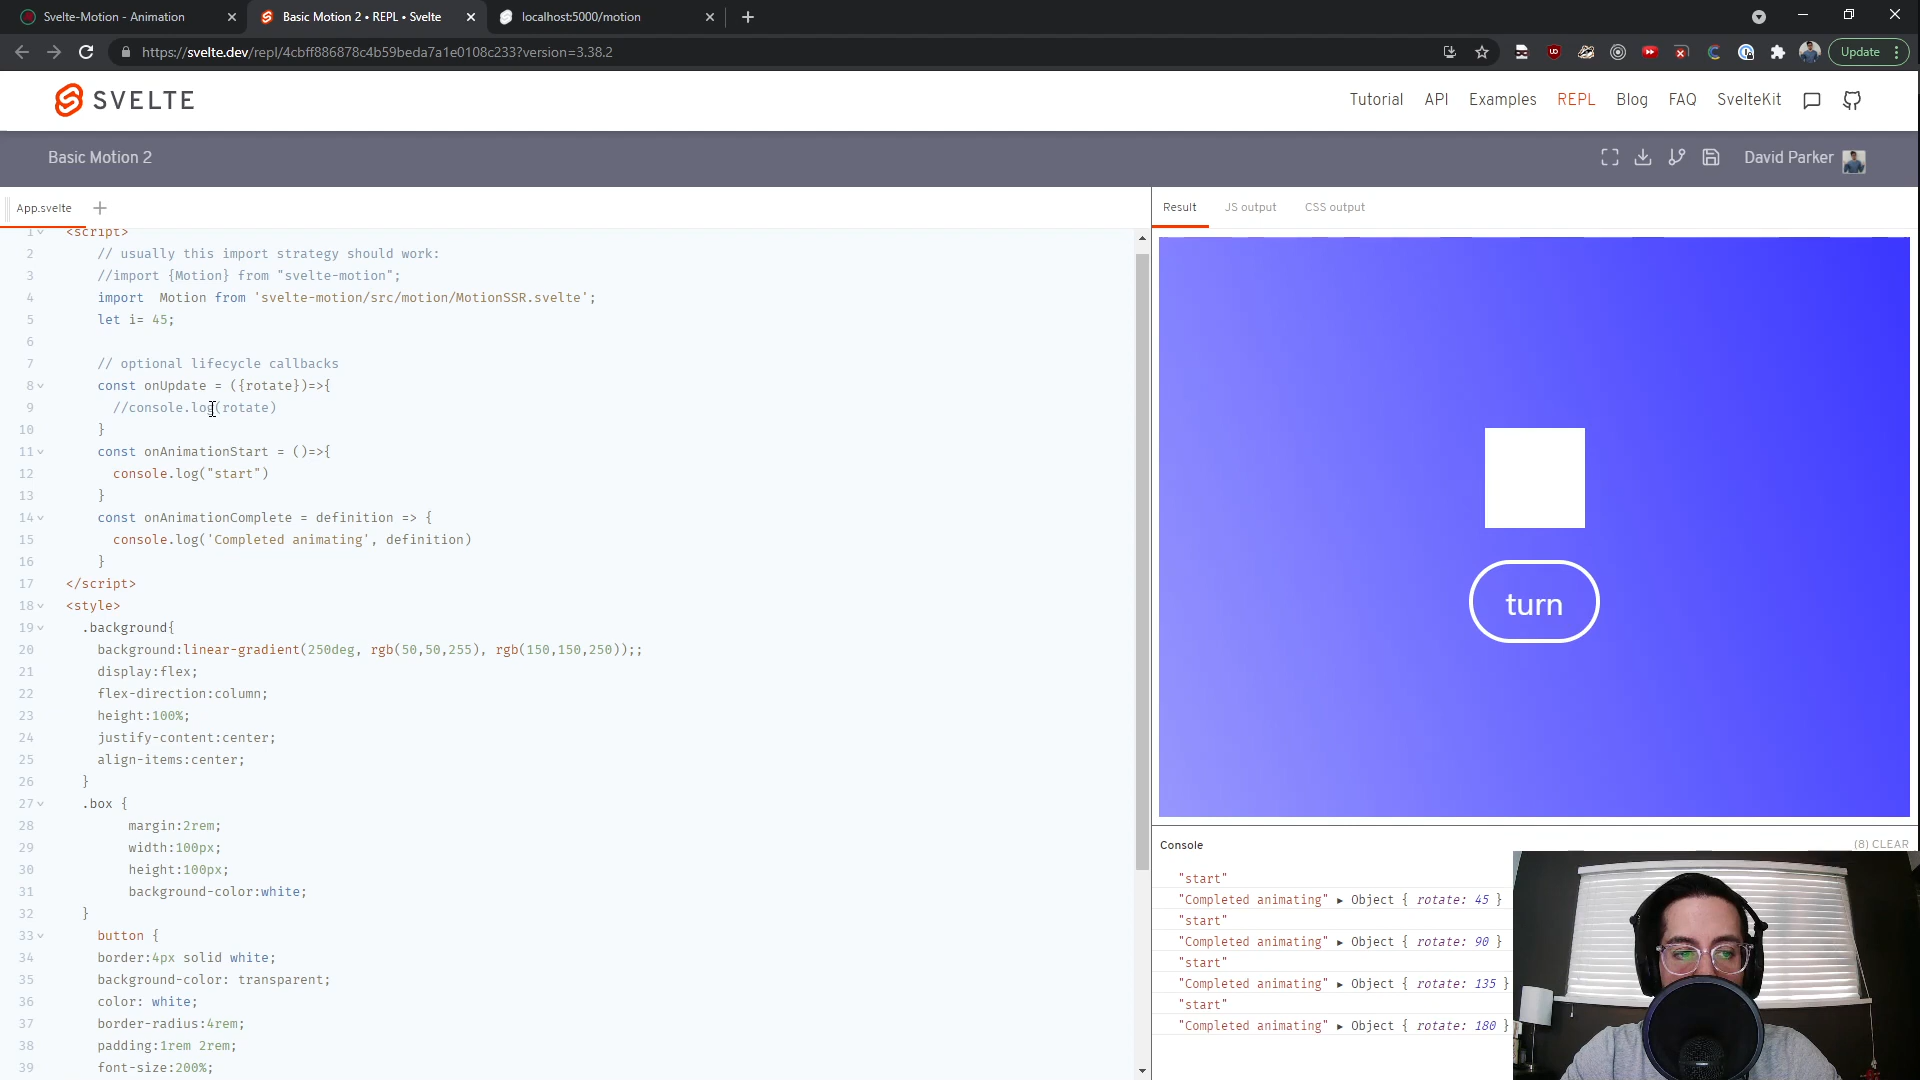 Svelte-Motion - Animation
Basic Motion 2 • REPL • Svelte
localhost:5000/motion
https://svelte.dev/repl/4cbff886878c4b59beda7a1e0108c233?version=3.38.2
Update
SVELTE
Tutorial API Examples REPL Blog FAQ SvelteKit
Basic Motion 2
David Parker
App.svelte
Result JS output CSS output
1 <script>
2 // usually this import strategy should work:
3 //import {Motion} from "svelte-motion";
4 import  Motion from 'svelte-motion/src/motion/MotionSSR.svelte';
5 let i= 45;
6
7 // optional lifecycle callbacks
8 const onUpdate = ({rotate})=>{
9 //console.log(rotate)
10 }
11 const onAnimationStart = ()=>{
12 console.log("start")
13 }
14 const onAnimationComplete = definition => {
15 console.log('Completed animating', definition)
16 }
17 </script>
18 <style>
19 .background{
20 background:linear-gradient(250deg, rgb(50,50,255), rgb(150,150,250));;
21 display:flex;
22 flex-direction:column;
23 height:100%;
24 justify-content:center;
25 align-items:center;
26 }
27 .box {
28 margin:2rem;
29 width:100px;
30 height:100px;
31 background-color:white;
32 }
33 button {
34 border:4px solid white;
35 background-color: transparent;
36 color: white;
37 border-radius:4rem;
38 padding:1rem 2rem;
39 font-size:200%;
turn
Console
(8) CLEAR
"start"
"Completed animating" ▸ Object { rotate: 45 }
"start"
"Completed animating" ▸ Object { rotate: 90 }
"start"
"Completed animating" ▸ Object { rotate: 135 }
"start"
"Completed animating" ▸ Object { rotate: 180 }